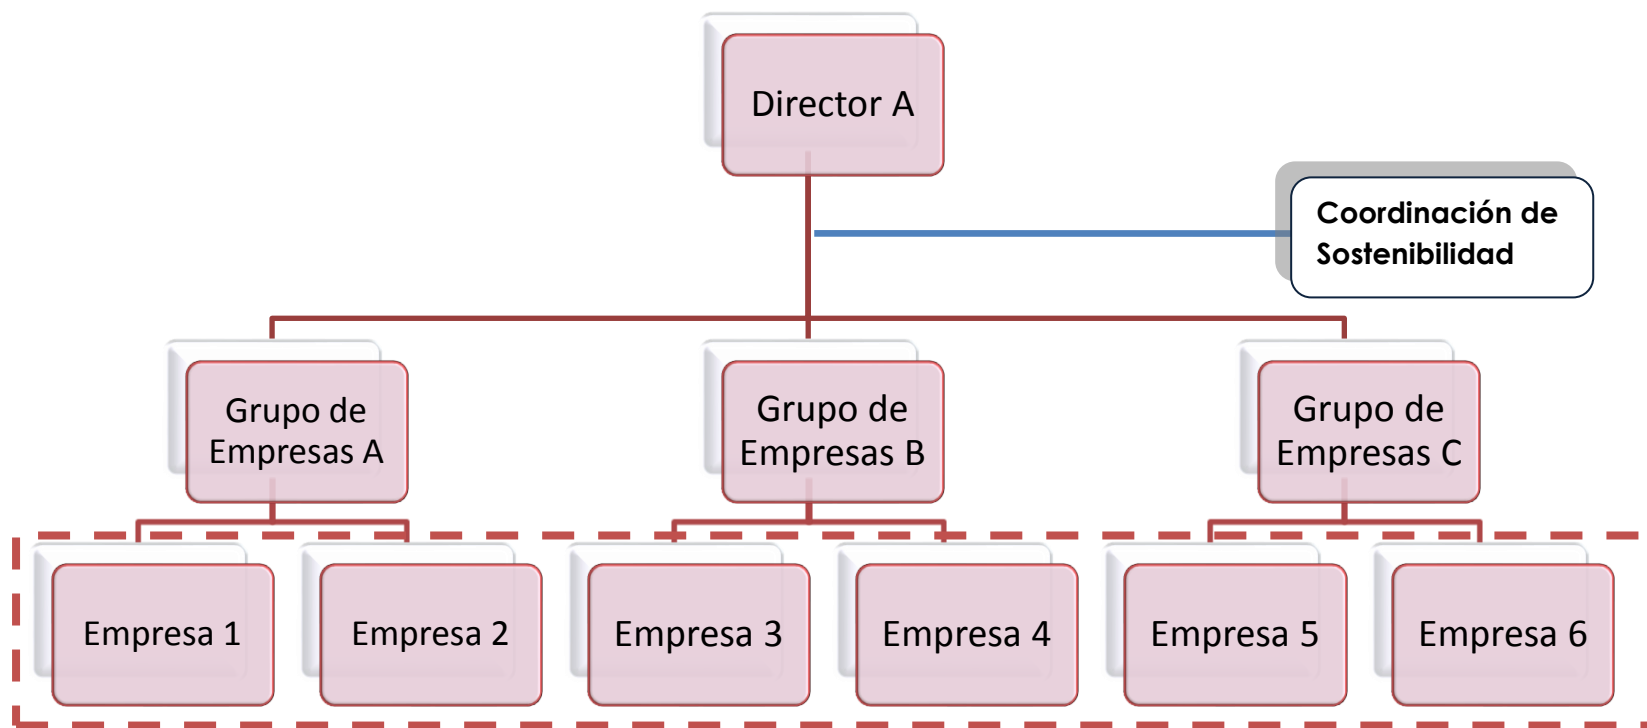 Director A
Coordinación de
Sostenibilidad
Grupo de
Empresas A
Grupo de
Empresas B
Grupo de
Empresas C
Empresa 1
Empresa 2
Empresa 3
Empresa 4
Empresa 5
Empresa 6